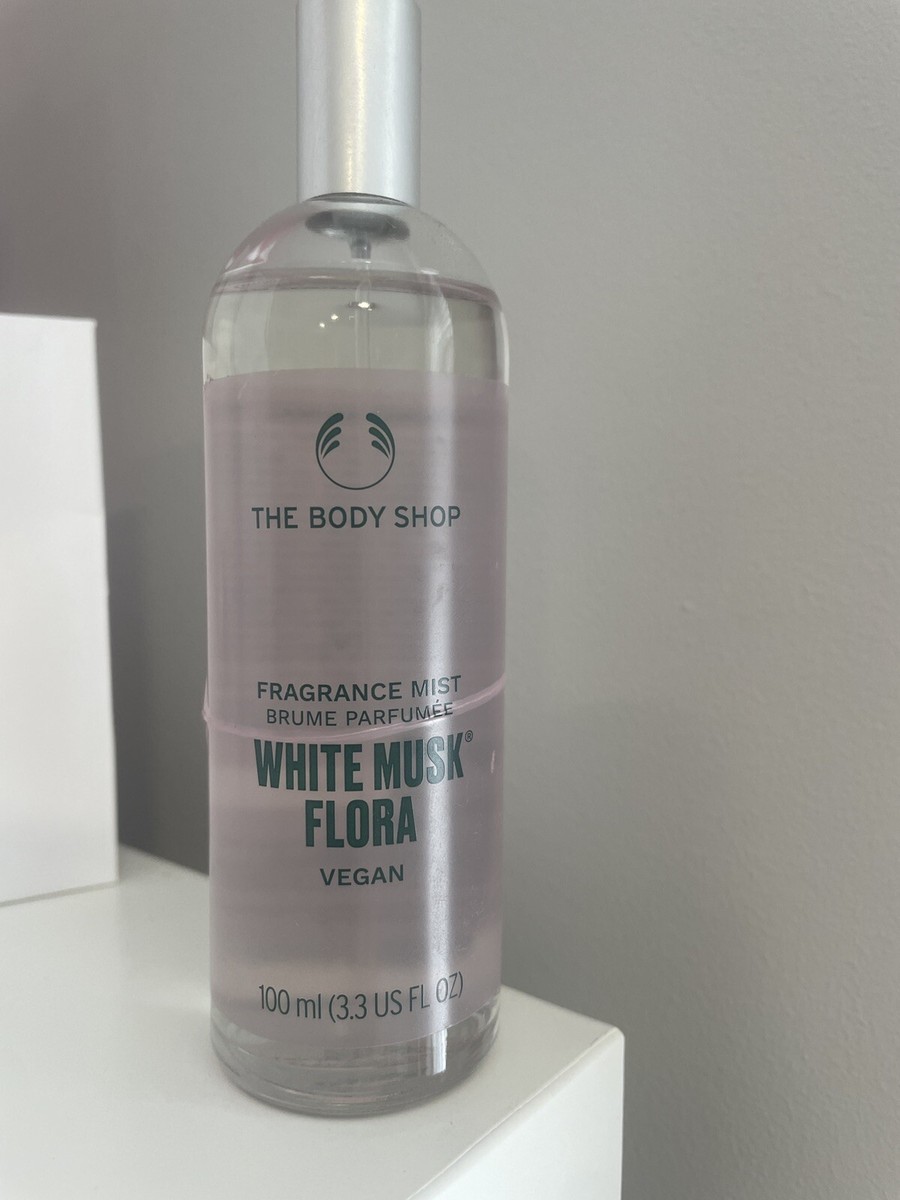 THE BODY SHOP
FRAGRANCE MIST
BRUME PARFUMÉE
WHITE MUSK®
FLORA
VEGAN
100 ml (3.3 US FL OZ)